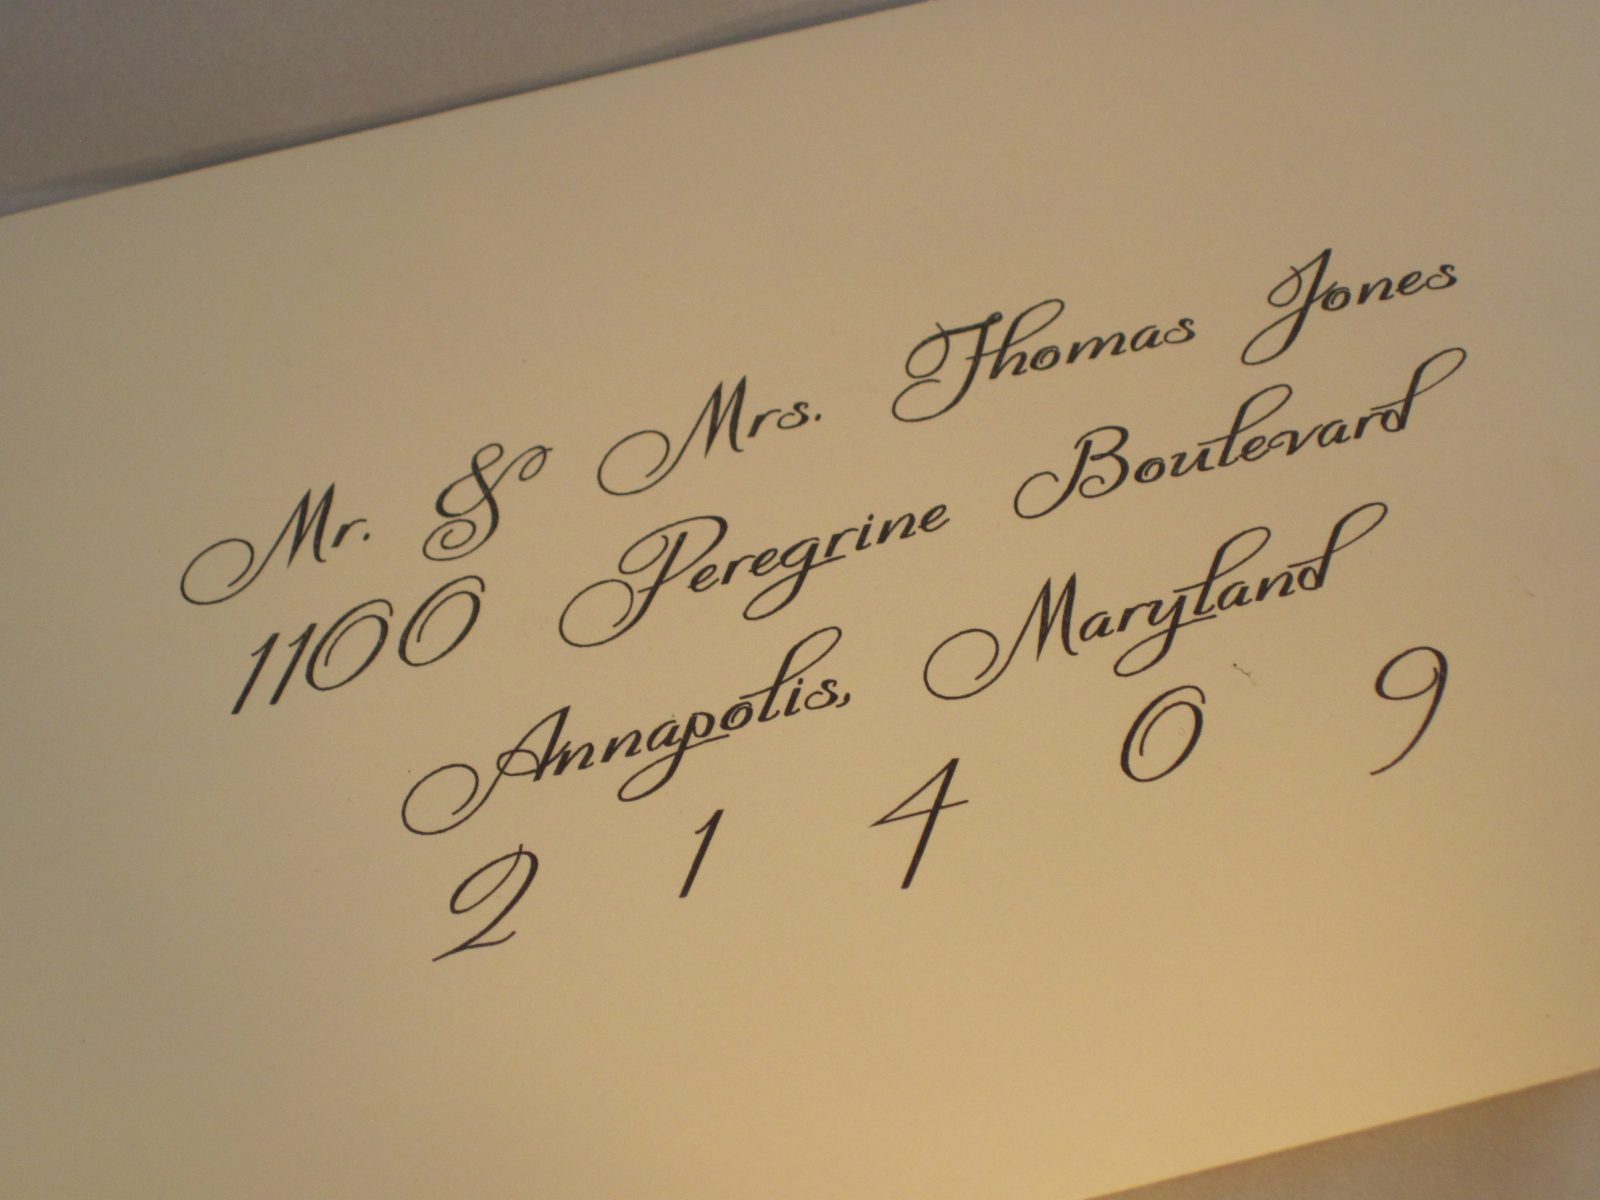 Mr. & Mrs. Thomas Jones
1100 Peregrine Boulevard
Annapolis, Maryland
2 1 4 0 9